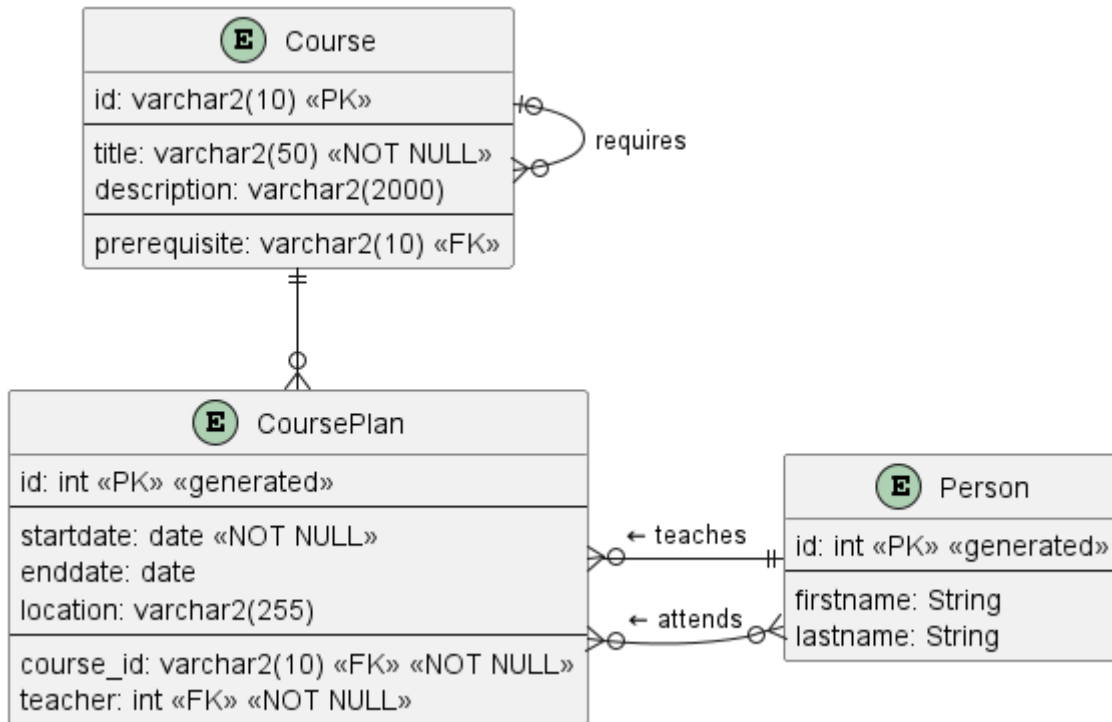 E Course
id: varchar2(10) «PK»
title: varchar2(50) «NOT NULL»
description: varchar2(2000)
prerequisite: varchar2(10) «FK»
requires
E CoursePlan
id: int «PK» «generated»
startdate: date «NOT NULL»
enddate: date
location: varchar2(255)
course_id: varchar2(10) «FK» «NOT NULL»
teacher: int «FK» «NOT NULL»
← teaches
← attends
E Person
id: int «PK» «generated»
firstname: String
lastname: String